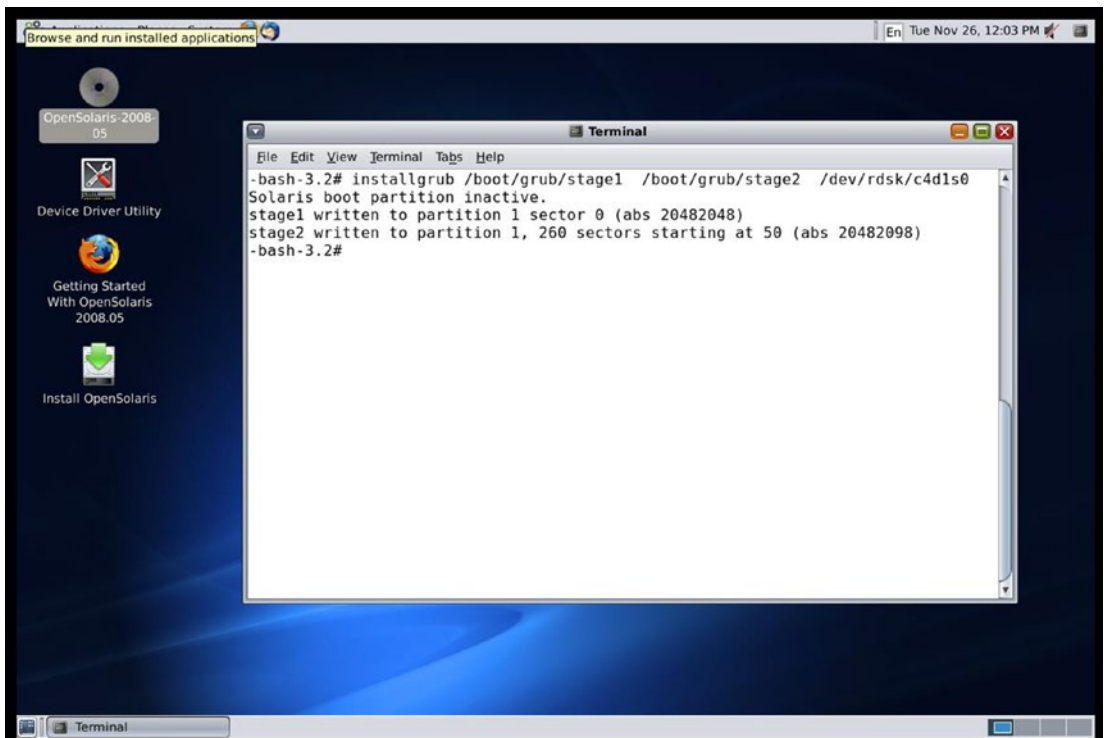 Browse and run installed applications
En Tue Nov 26, 12:03 PM
OpenSolaris-2008-
05
Device Driver Utility
Getting Started
With OpenSolaris
2008.05
Install OpenSolaris
Terminal
File Edit View Terminal Tabs Help
-bash-3.2# installgrub /boot/grub/stage1  /boot/grub/stage2  /dev/rdsk/c4d1s0
Solaris boot partition inactive.
stage1 written to partition 1 sector 0 (abs 20482048)
stage2 written to partition 1, 260 sectors starting at 50 (abs 20482098)
-bash-3.2#
Terminal